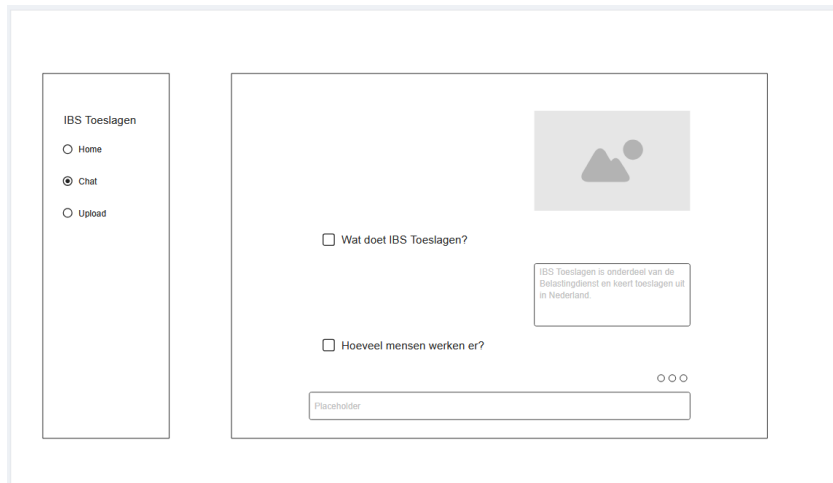 IBS Toeslagen
Home
Chat
Upload
Wat doet IBS Toeslagen?
IBS Toeslagen is onderdeel van de
Belastingdienst en keert toeslagen uit
in Nederland.
Hoeveel mensen werken er?
Placeholder